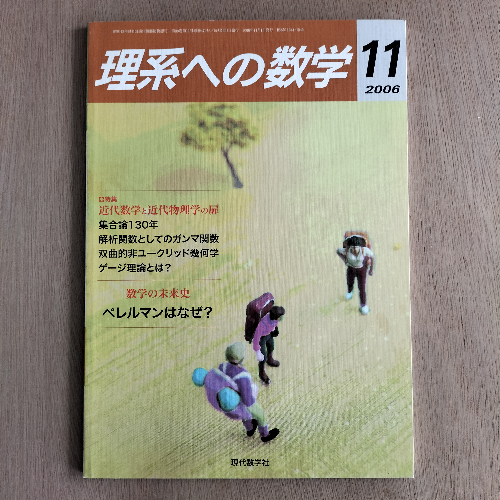 理系への数学
11
2006
特集
近代数学と近代物理学の扉
集合論130年
解析関数としてのガンマ関数
双曲的非ユークリッド幾何学
ゲージ理論とは？
数学の未来史
ペレルマンはなぜ？
現代数学社